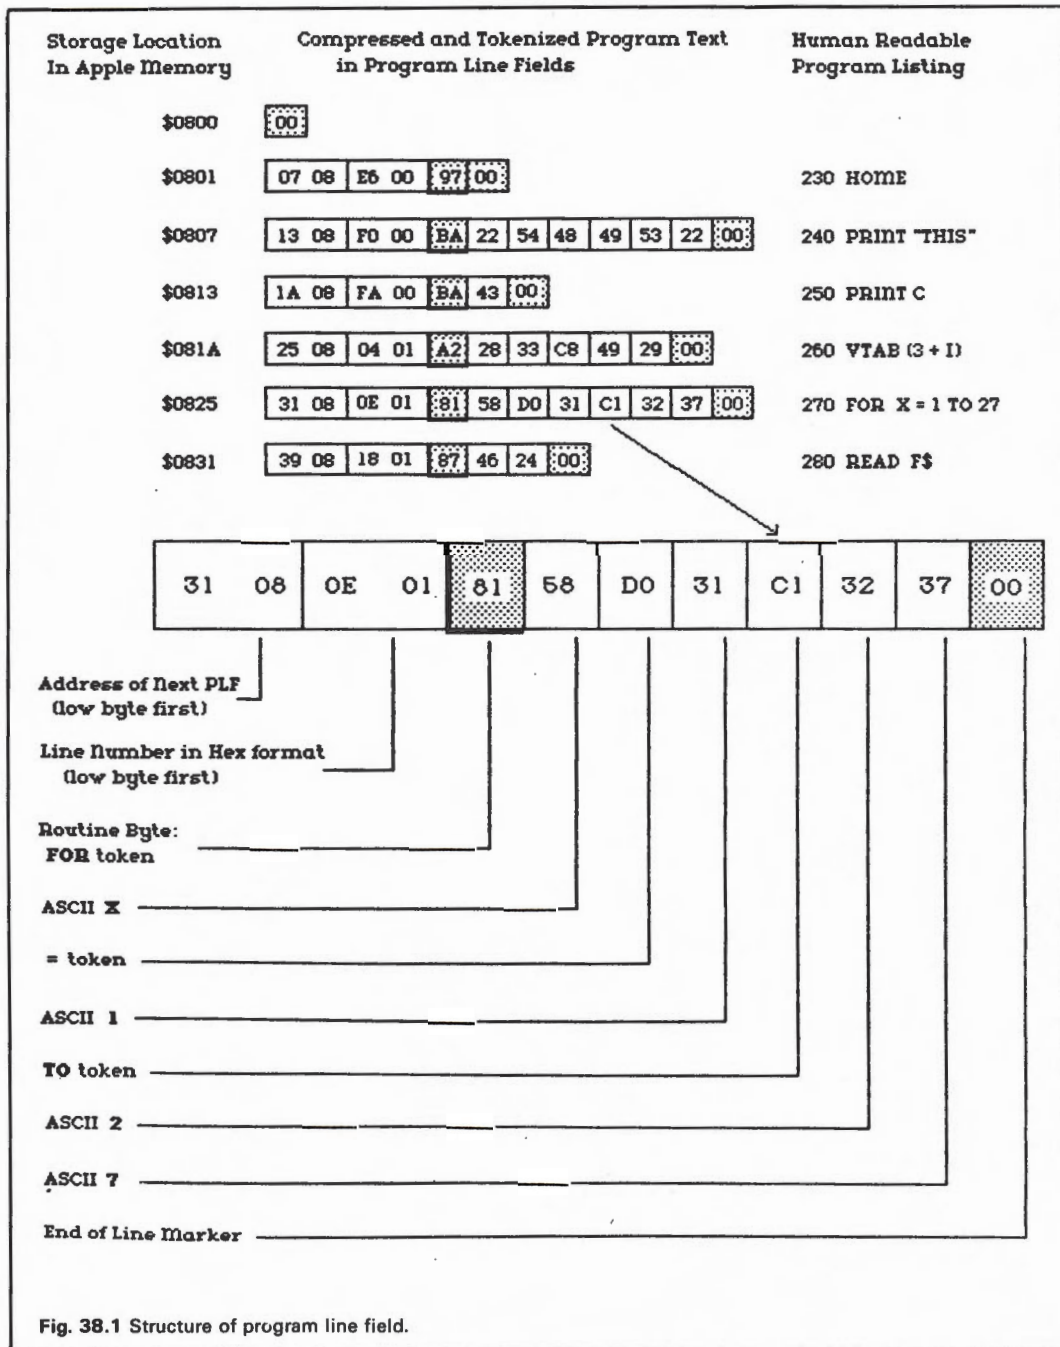 Storage Location
In Apple Memory
Compressed and Tokenized Program Text
in Program Line Fields
Human Readable
Program Listing
$0800 00
$0801 07 08 E6 00 97 00 230 HOME
$0807 13 08 F0 00 BA 22 54 48 49 53 22 00 240 PRINT "THIS"
$0813 1A 08 FA 00 BA 43 00 250 PRINT C
$081A 25 08 04 01 A2 28 33 C8 49 29 00 260 VTAB (3 + I)
$0825 31 08 0E 01 81 58 D0 31 C1 32 37 00 270 FOR X = 1 TO 27
$0831 39 08 18 01 87 46 24 00 280 READ F$
31 08 0E 01 81 58 D0 31 C1 32 37 00
Address of Next PLF
(low byte first)
Line Number in Hex format
(low byte first)
Routine Byte:
FOR token
ASCII X
= token
ASCII 1
TO token
ASCII 2
ASCII 7
End of Line Marker
Fig. 38.1 Structure of program line field.